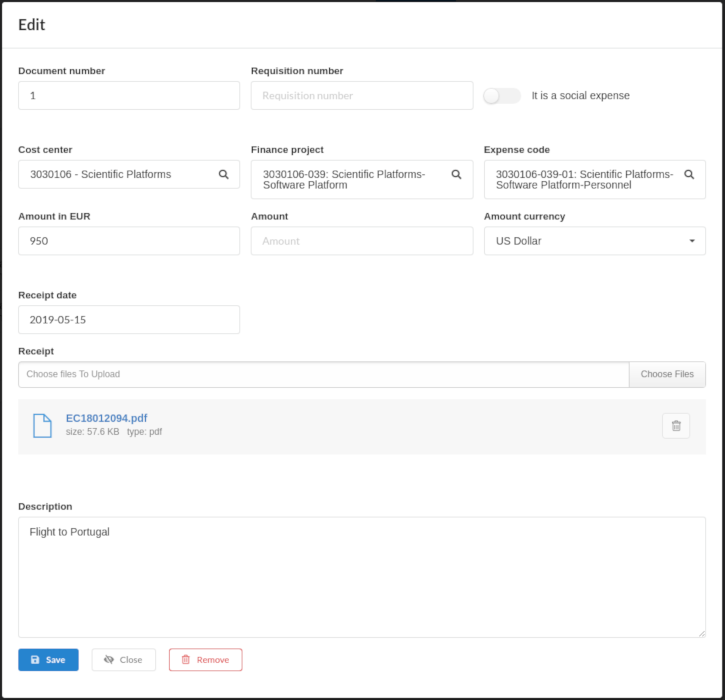 Edit
Document number
Requisition number
1
Requisition number
It is a social expense
Cost center
Finance project
Expense code
3030106 - Scientific Platforms
3030106-039: Scientific Platforms-
Software Platform
3030106-039-01: Scientific Platforms-
Software Platform-Personnel
Amount in EUR
Amount
Amount currency
950
Amount
US Dollar
Receipt date
2019-05-15
Receipt
Choose files To Upload
Choose Files
EC18012094.pdf
size: 57.6 KB type: pdf
Description
Flight to Portugal
Save
Close
Remove